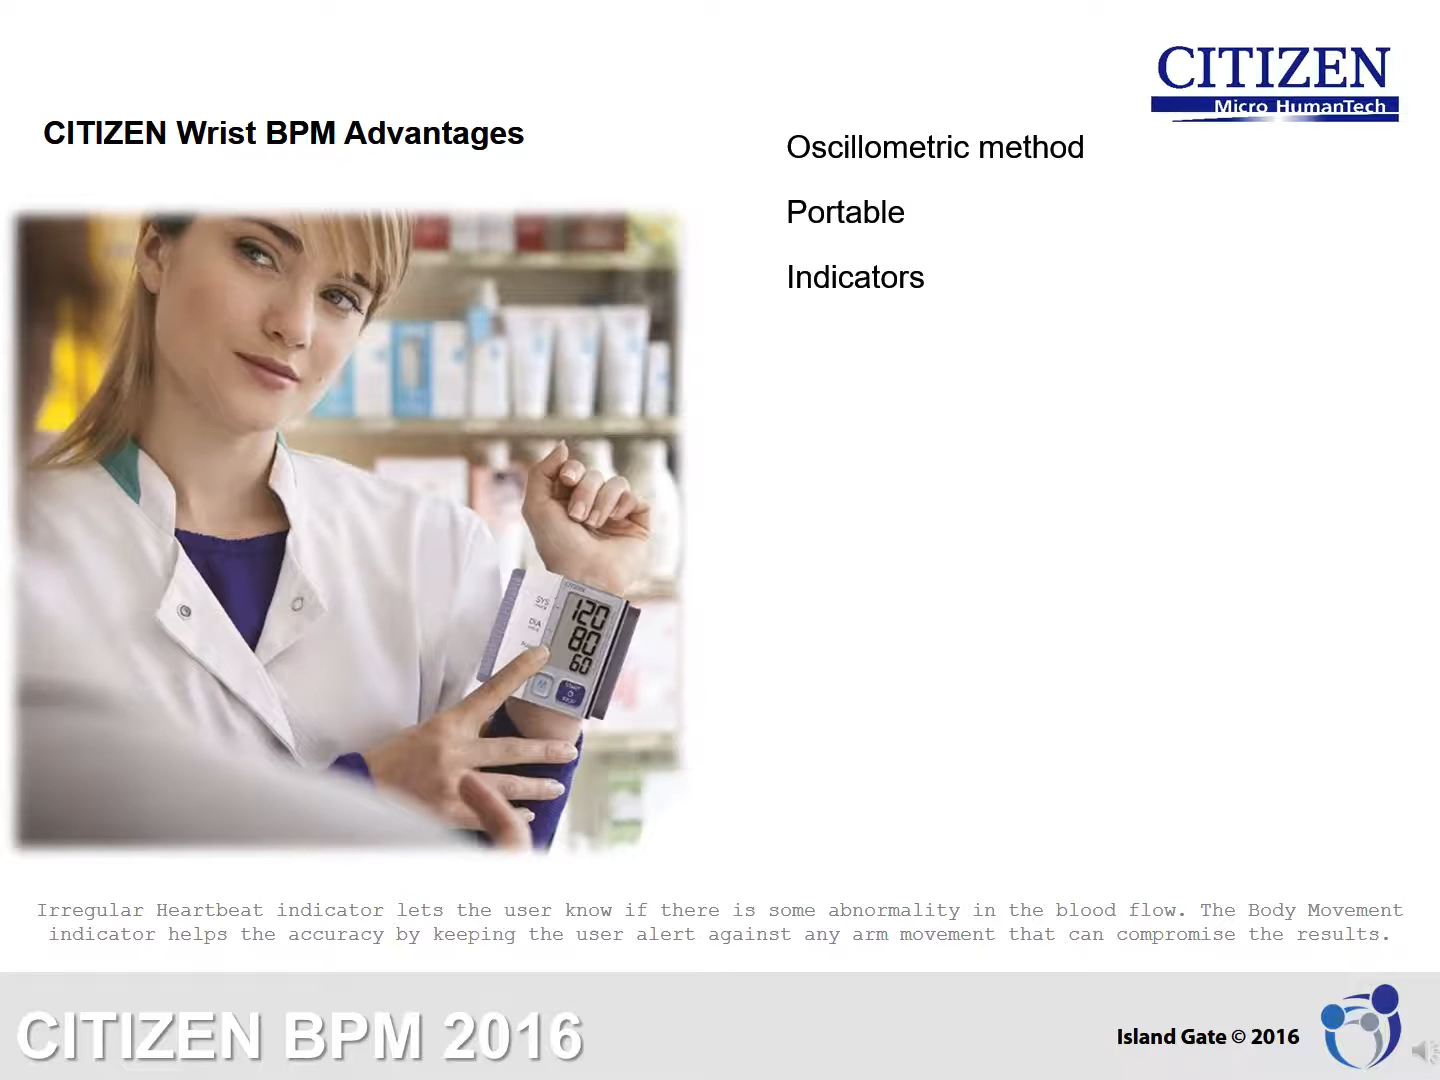 CITIZEN
Micro HumanTech
CITIZEN Wrist BPM Advantages
Oscillometric method
Portable
Indicators
CITIZEN
SYS
DIA
120
80
60
M
START
STOP
Irregular Heartbeat indicator lets the user know if there is some abnormality in the blood flow. The Body Movement
indicator helps the accuracy by keeping the user alert against any arm movement that can compromise the results.
CITIZEN BPM 2016
Island Gate © 2016